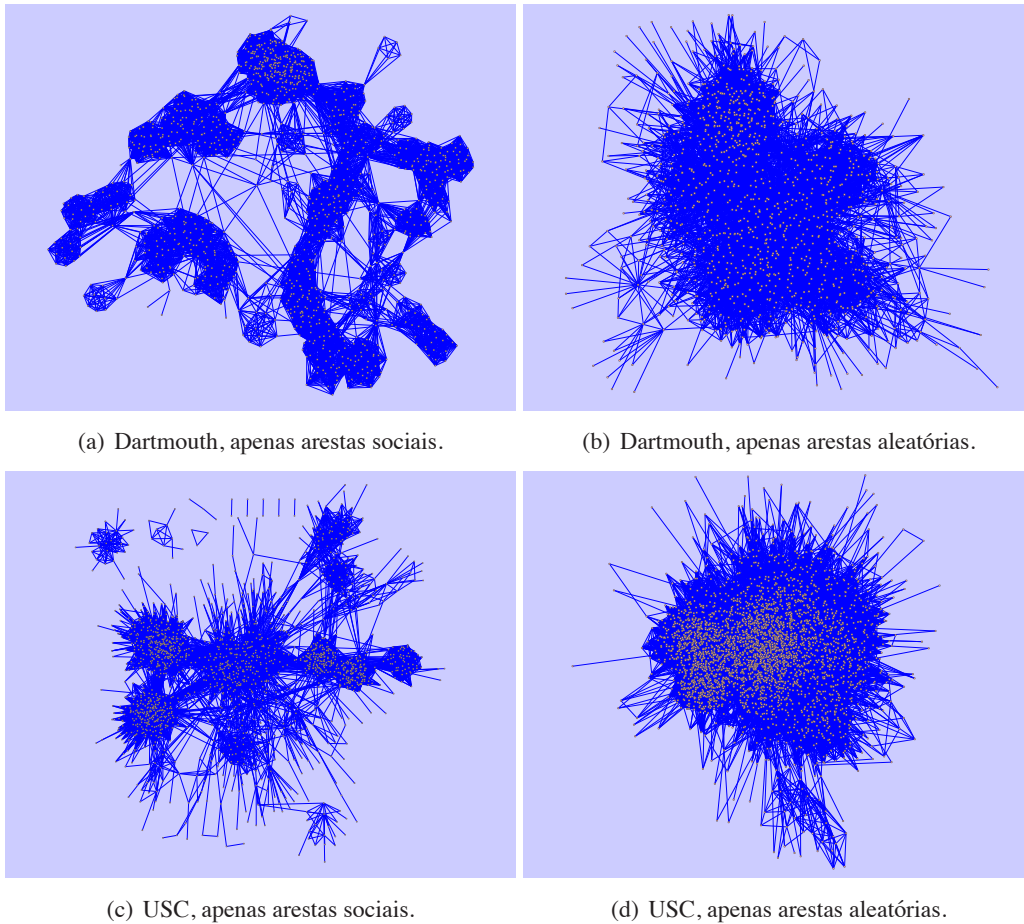 (a) Dartmouth, apenas arestas sociais.
(b) Dartmouth, apenas arestas aleatórias.
(c) USC, apenas arestas sociais.
(d) USC, apenas arestas aleatórias.